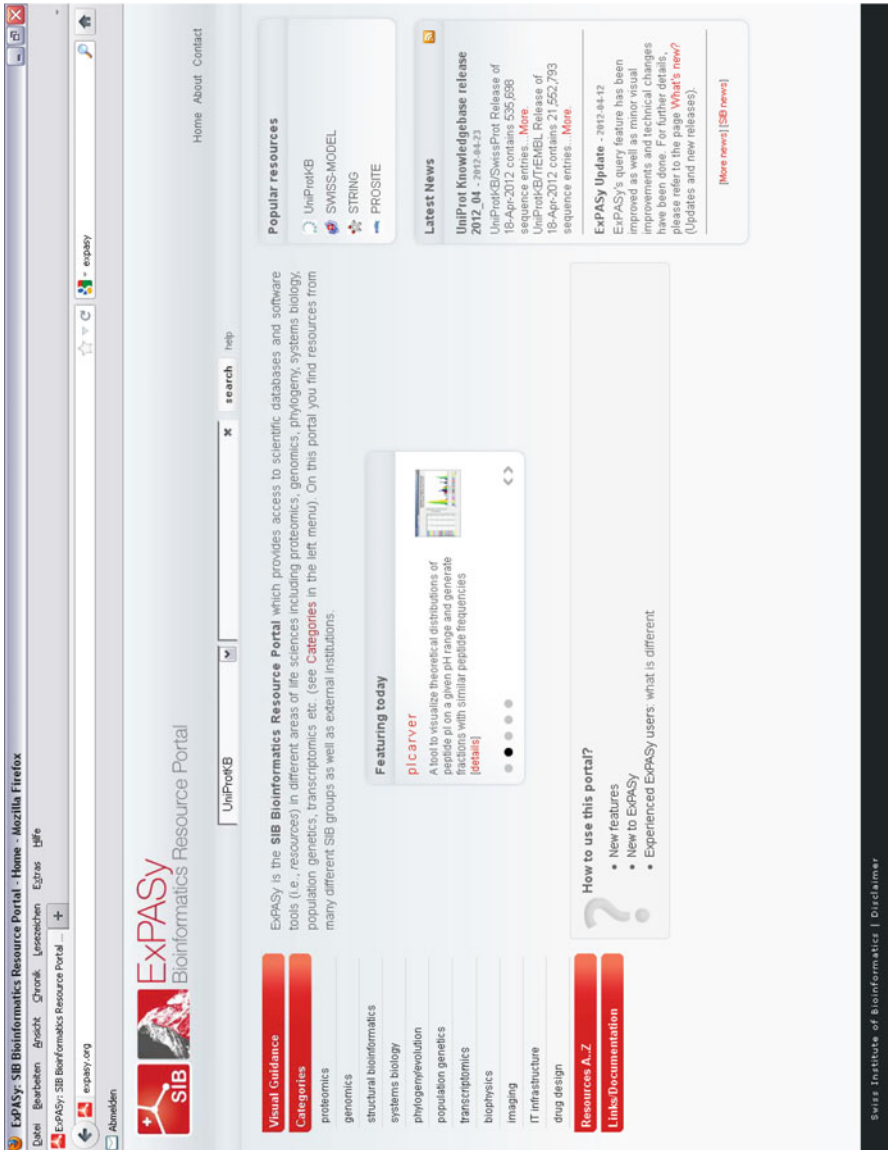 ExPASy: SIB Bioinformatics Resource Portal - Home - Mozilla Firefox
Datei Bearbeiten Ansicht Chronik Lesezeichen Extras Hilfe
ExPASy: SIB Bioinformatics Resource Portal ...
+
expasy.org
expasy
Abmelden
SIB
ExPASy
Bioinformatics Resource Portal
Home About Contact
UniProtKB
search help
Visual Guidance
Categories
proteomics
genomics
structural bioinformatics
systems biology
phylogeny/evolution
population genetics
transcriptomics
biophysics
imaging
IT infrastructure
drug design
Resources A..Z
Links/Documentation
ExPASy is the SIB Bioinformatics Resource Portal which provides access to scientific databases and software
tools (i.e., resources) in different areas of life sciences including proteomics, genomics, phylogeny, systems biology,
population genetics, transcriptomics etc. (see Categories in the left menu). On this portal you find resources from
many different SIB groups as well as external institutions.
Featuring today
pIcarver
A tool to visualize theoretical distributions of
peptide pI on a given pH range and generate
fractions with similar peptide frequencies
[details]
How to use this portal?
• New features
• New to ExPASy
• Experienced ExPASy users: what is different
Popular resources
UniProtKB
SWISS-MODEL
STRING
PROSITE
Latest News
UniProt Knowledgebase release
2012_04 - 2012-04-23
UniProtKB/SwissProt Release of
18-Apr-2012 contains 535,698
sequence entries...More.
UniProtKB/TrEMBL Release of
18-Apr-2012 contains 21,552,793
sequence entries...More.
ExPASy Update - 2012-04-12
ExPASy's query feature has been
improved as well as minor visual
improvements and technical changes
have been done. For further details,
please refer to the page What's new?
(Updates and new releases).
[More news] [SIB news]
Swiss Institute of Bioinformatics | Disclaimer